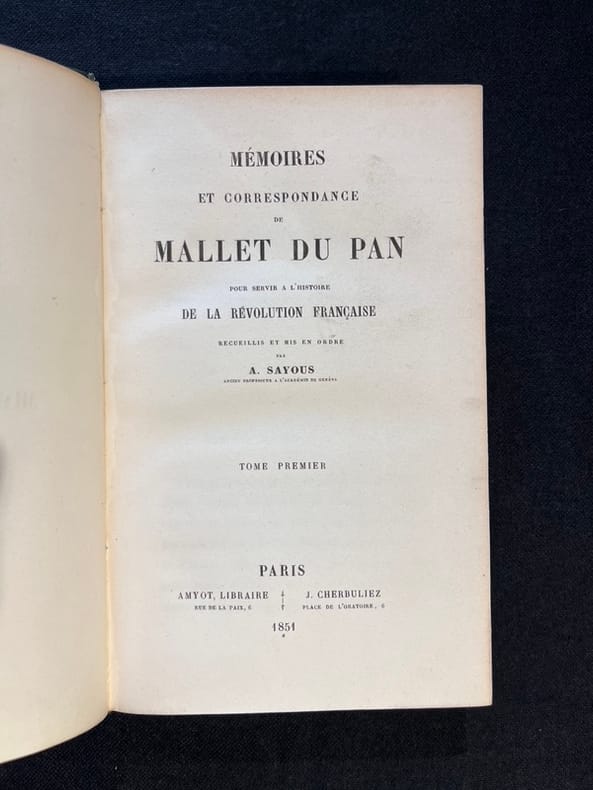 MÉMOIRES
ET CORRESPONDANCE
DE
MALLET DU PAN
POUR SERVIR A L'HISTOIRE
DE LA RÉVOLUTION FRANÇAISE
RECUEILLIS ET MIS EN ORDRE
PAR
A. SAYOUS
ANCIEN PROFESSEUR A L'ACADÉMIE DE GENÈVE
TOME PREMIER
PARIS
AMYOT, LIBRAIRE
RUE DE LA PAIX, 6
J. CHERBULIEZ
PLACE DE L'ORATOIRE, 6
1851